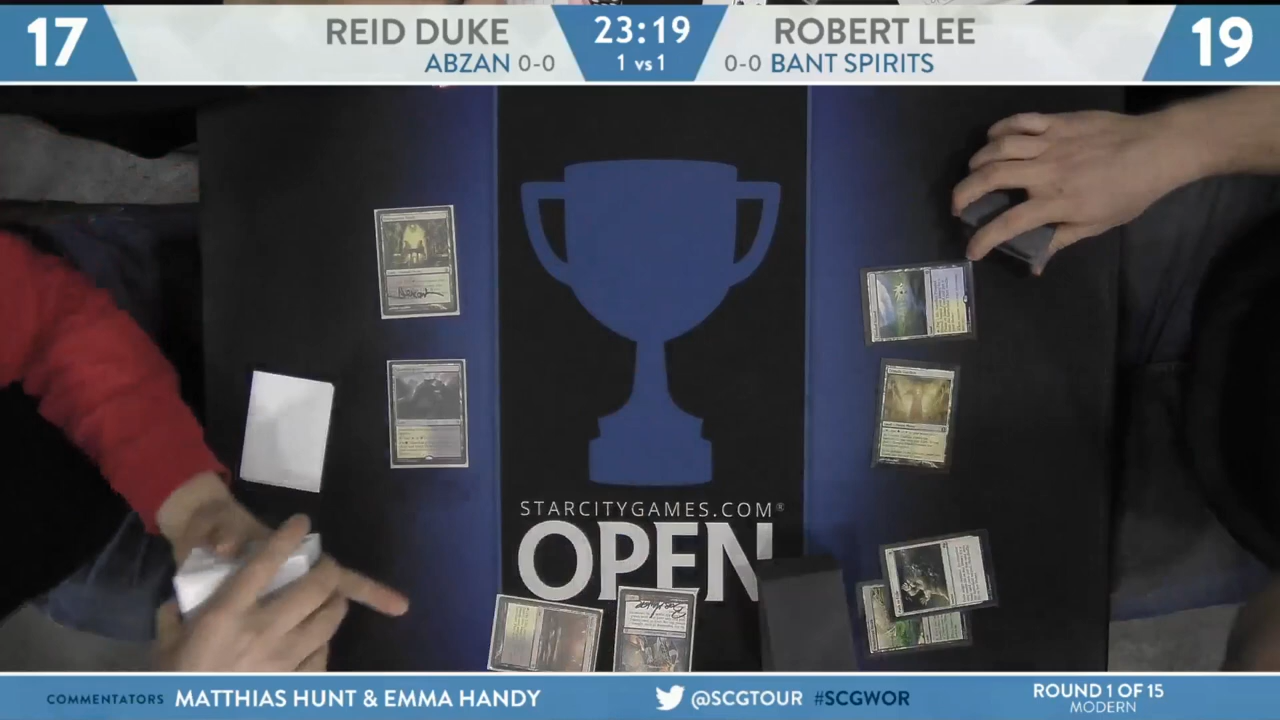 17
REID DUKE
ABZAN 0-0
23:19
1 vs 1
ROBERT LEE
0-0 BANT SPIRITS
19
STARCITYGAMES.COM®
OPEN
COMMENTATORS MATTHIAS HUNT & EMMA HANDY
@SCGTOUR #SCGWOR
ROUND 1 OF 15
MODERN